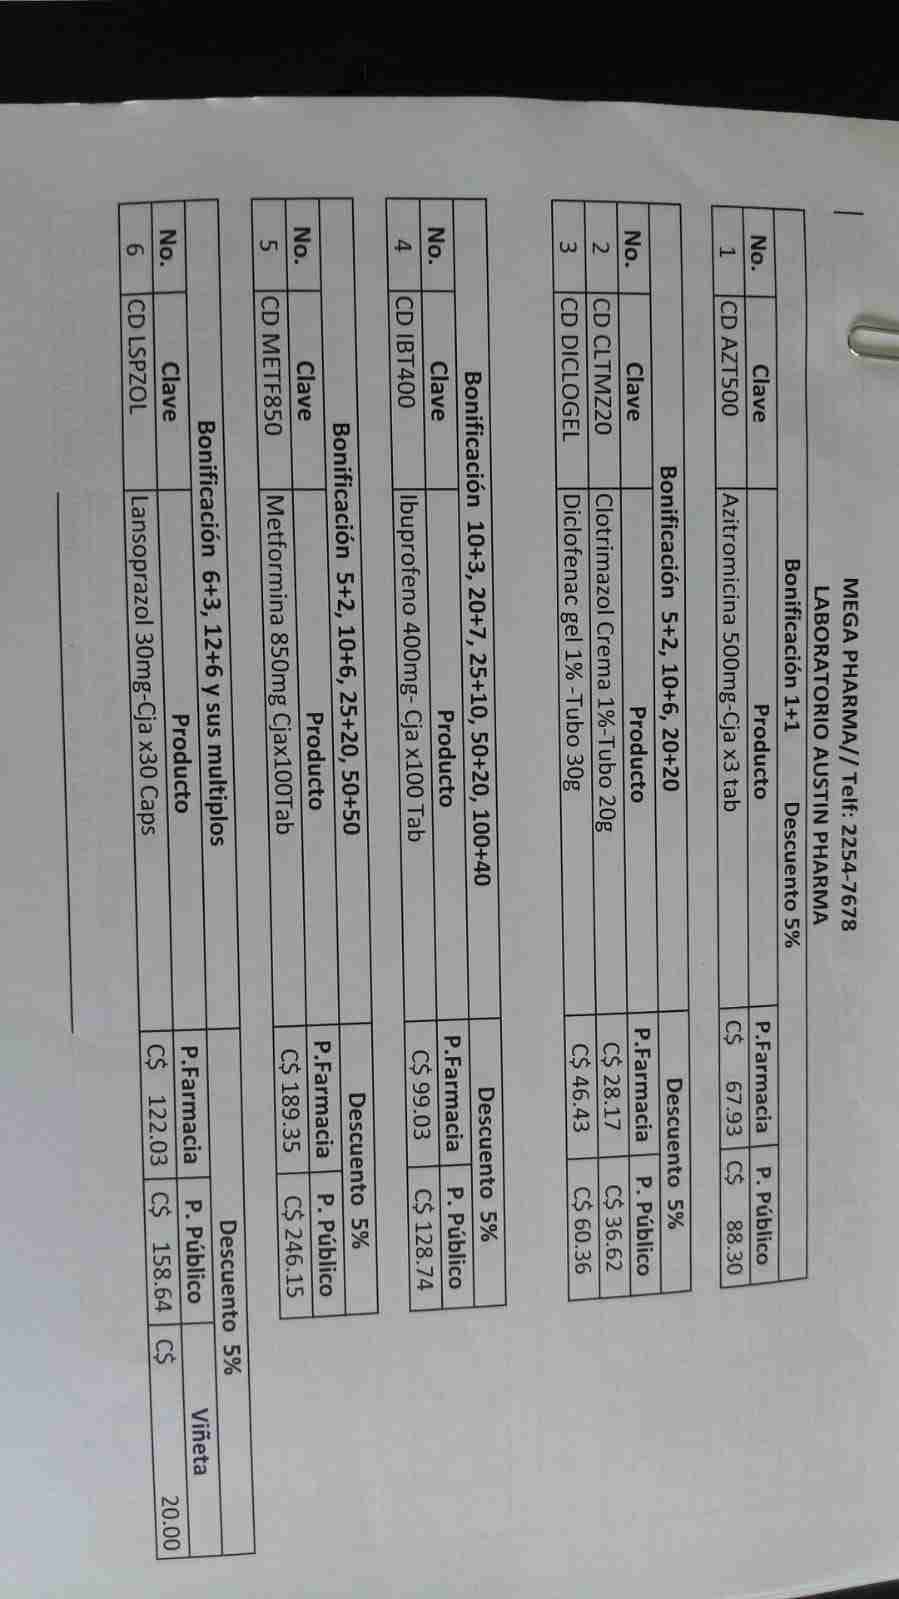 MEGA PHARMA// Telf: 2254-7678
LABORATORIO AUSTIN PHARMA
Bonificación 1+1 Descuento 5%
No. Clave Producto P.Farmacia P. Público
1 CD AZT500 Azitromicina 500mg-Cja x3 tab C$ 67.93 C$ 88.30
Bonificación 5+2, 10+6, 20+20 Descuento 5%
No. Clave Producto P.Farmacia P. Público
2 CD CLTMZ20 Clotrimazol Crema 1%-Tubo 20g C$ 28.17 C$ 36.62
3 CD DICLOGEL Diclofenac gel 1% -Tubo 30g C$ 46.43 C$ 60.36
Bonificación 10+3, 20+7, 25+10, 50+20, 100+40 Descuento 5%
No. Clave Producto P.Farmacia P. Público
4 CD IBT400 Ibuprofeno 400mg- Cja x100 Tab C$ 99.03 C$ 128.74
Bonificación 5+2, 10+6, 25+20, 50+50 Descuento 5%
No. Clave Producto P.Farmacia P. Público
5 CD METF850 Metformina 850mg Cjax100Tab C$ 189.35 C$ 246.15
Bonificación 6+3, 12+6 y sus multiplos Descuento 5%
No. Clave Producto P.Farmacia P. Público Viñeta
6 CD LSPZOL Lansoprazol 30mg-Cja x30 Caps C$ 122.03 C$ 158.64 C$ 20.00